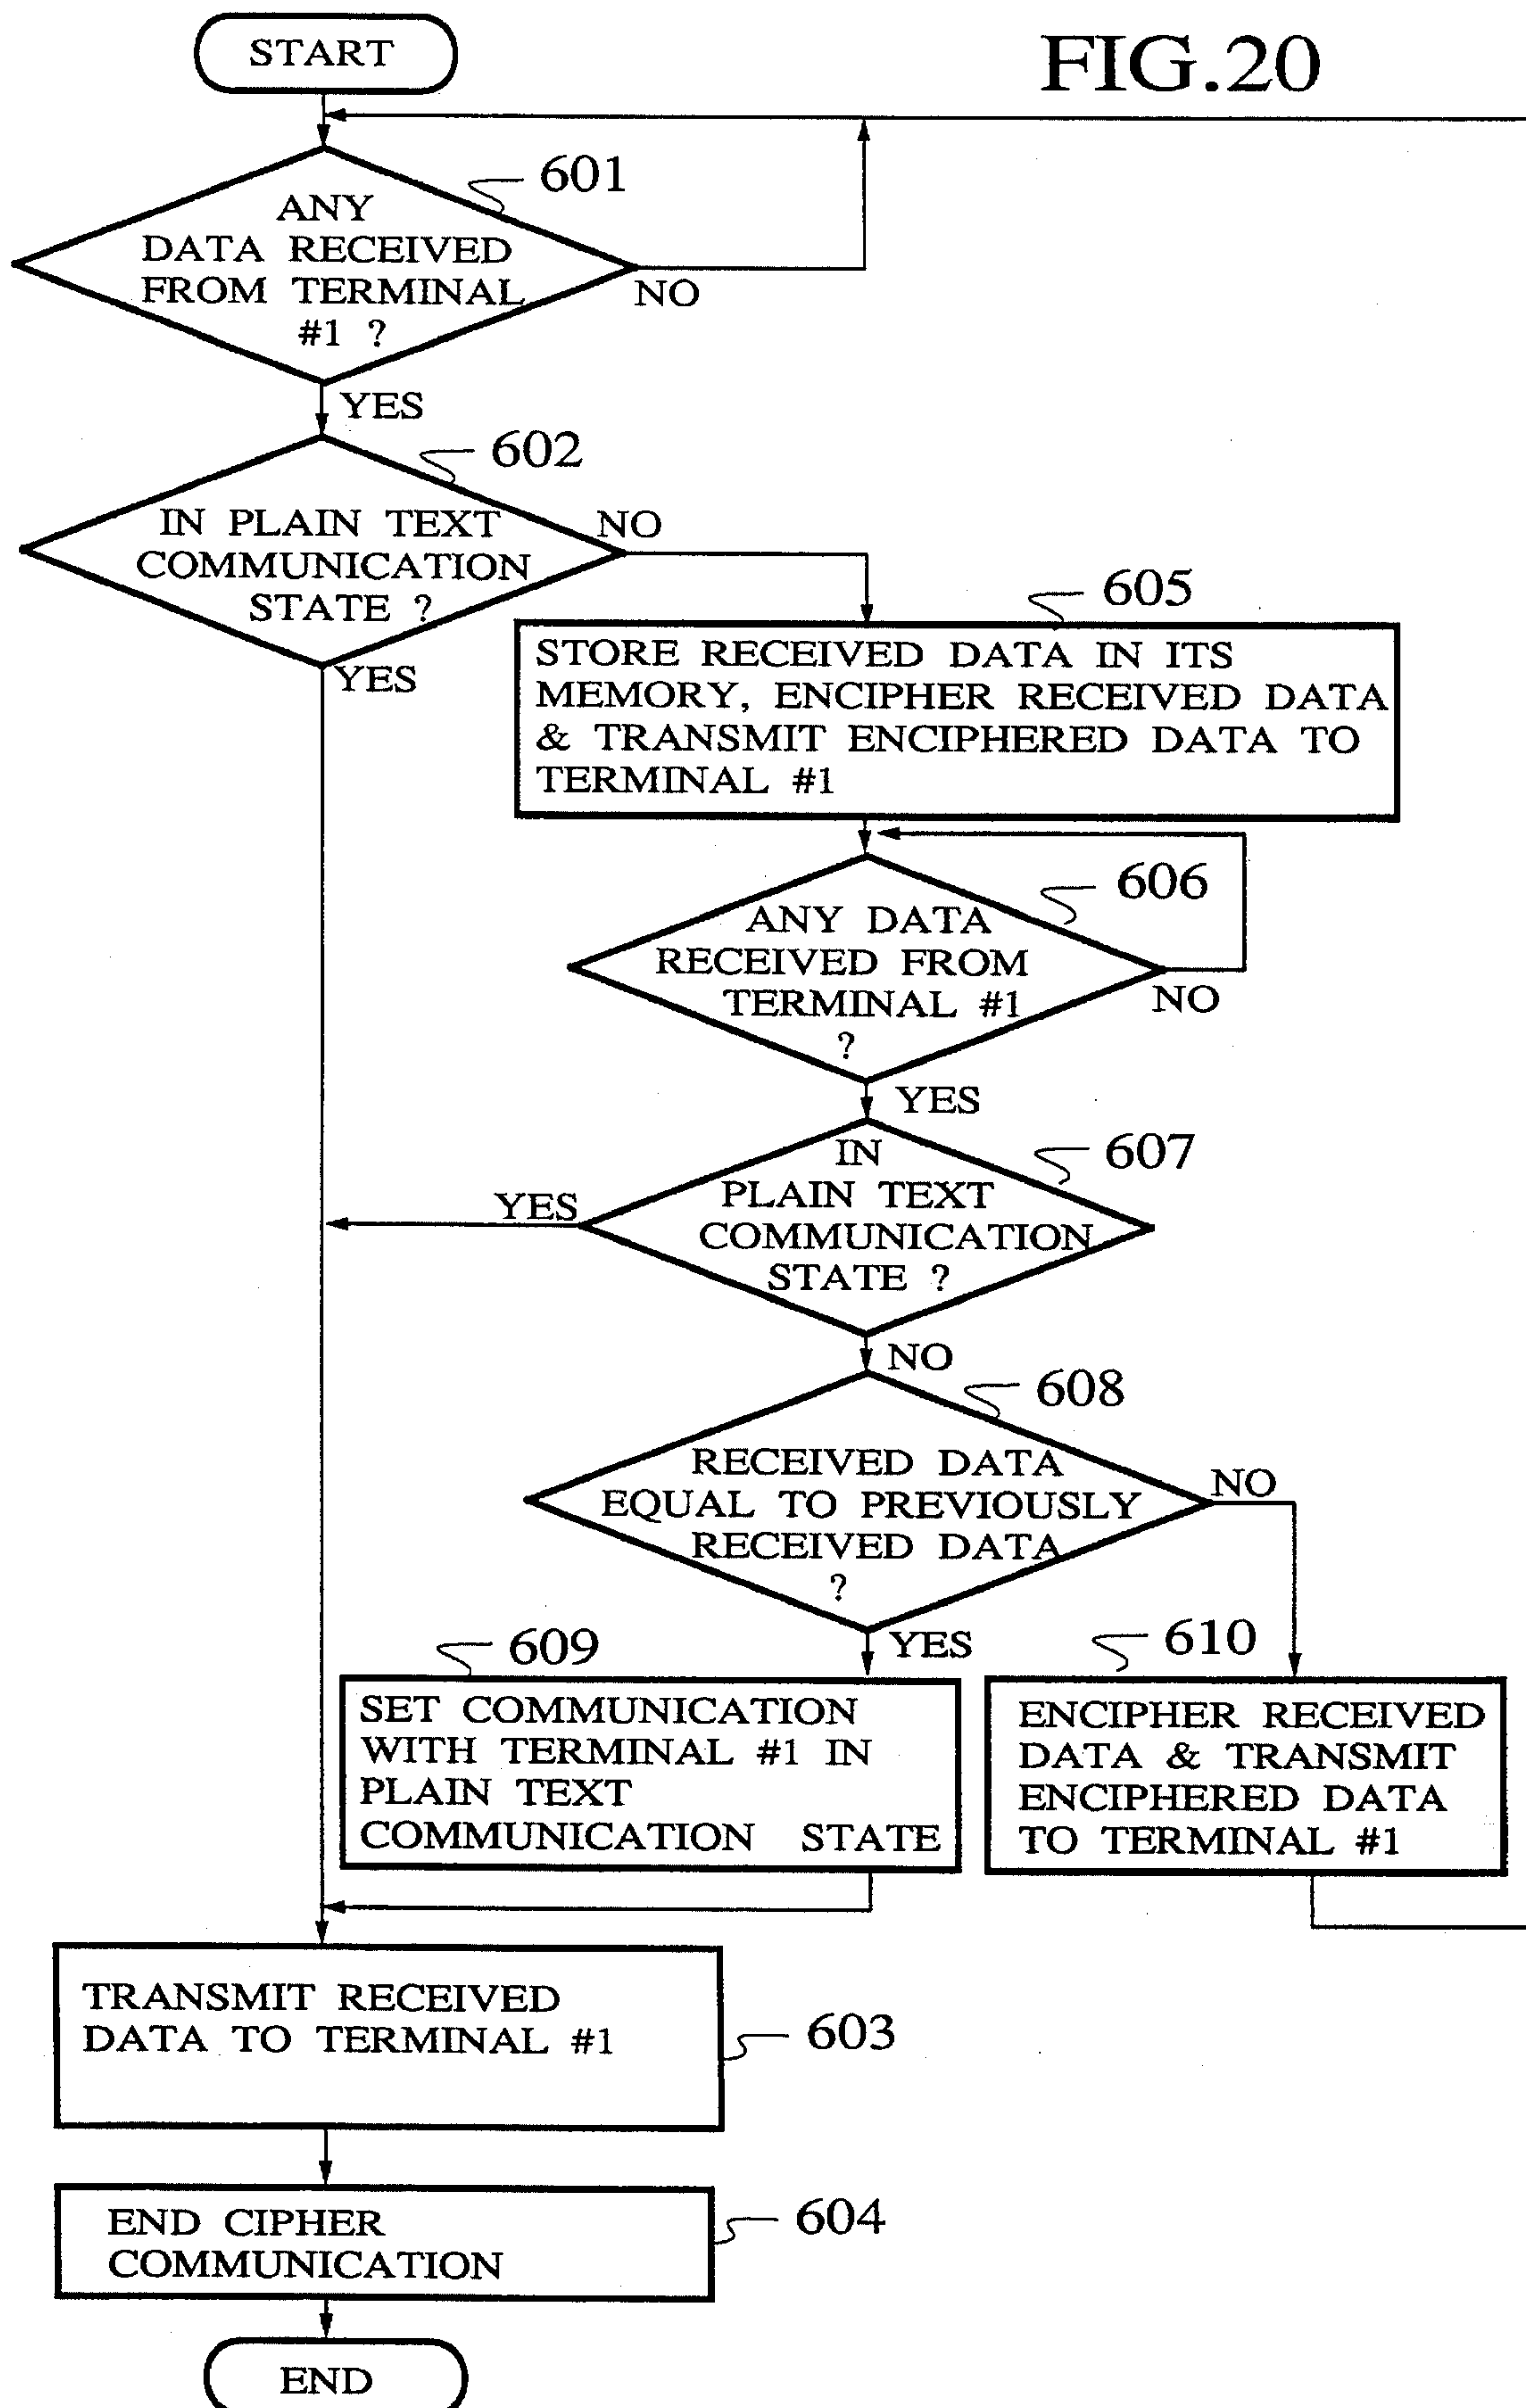 START
FIG.20
601
ANY
DATA RECEIVED
FROM TERMINAL
#1 ?
NO
YES
602
IN PLAIN TEXT
COMMUNICATION
STATE ?
NO
YES
605
STORE RECEIVED DATA IN ITS
MEMORY, ENCIPHER RECEIVED DATA
& TRANSMIT ENCIPHERED DATA TO
TERMINAL #1
606
ANY DATA
RECEIVED FROM
TERMINAL #1
?
NO
YES
607
IN
PLAIN TEXT
COMMUNICATION
STATE ?
YES
NO
608
RECEIVED DATA
EQUAL TO PREVIOUSLY
RECEIVED DATA
?
NO
YES
609
SET COMMUNICATION
WITH TERMINAL #1 IN
PLAIN TEXT
COMMUNICATION STATE
610
ENCIPHER RECEIVED
DATA & TRANSMIT
ENCIPHERED DATA
TO TERMINAL #1
TRANSMIT RECEIVED
DATA TO TERMINAL #1
603
END CIPHER
COMMUNICATION
604
END